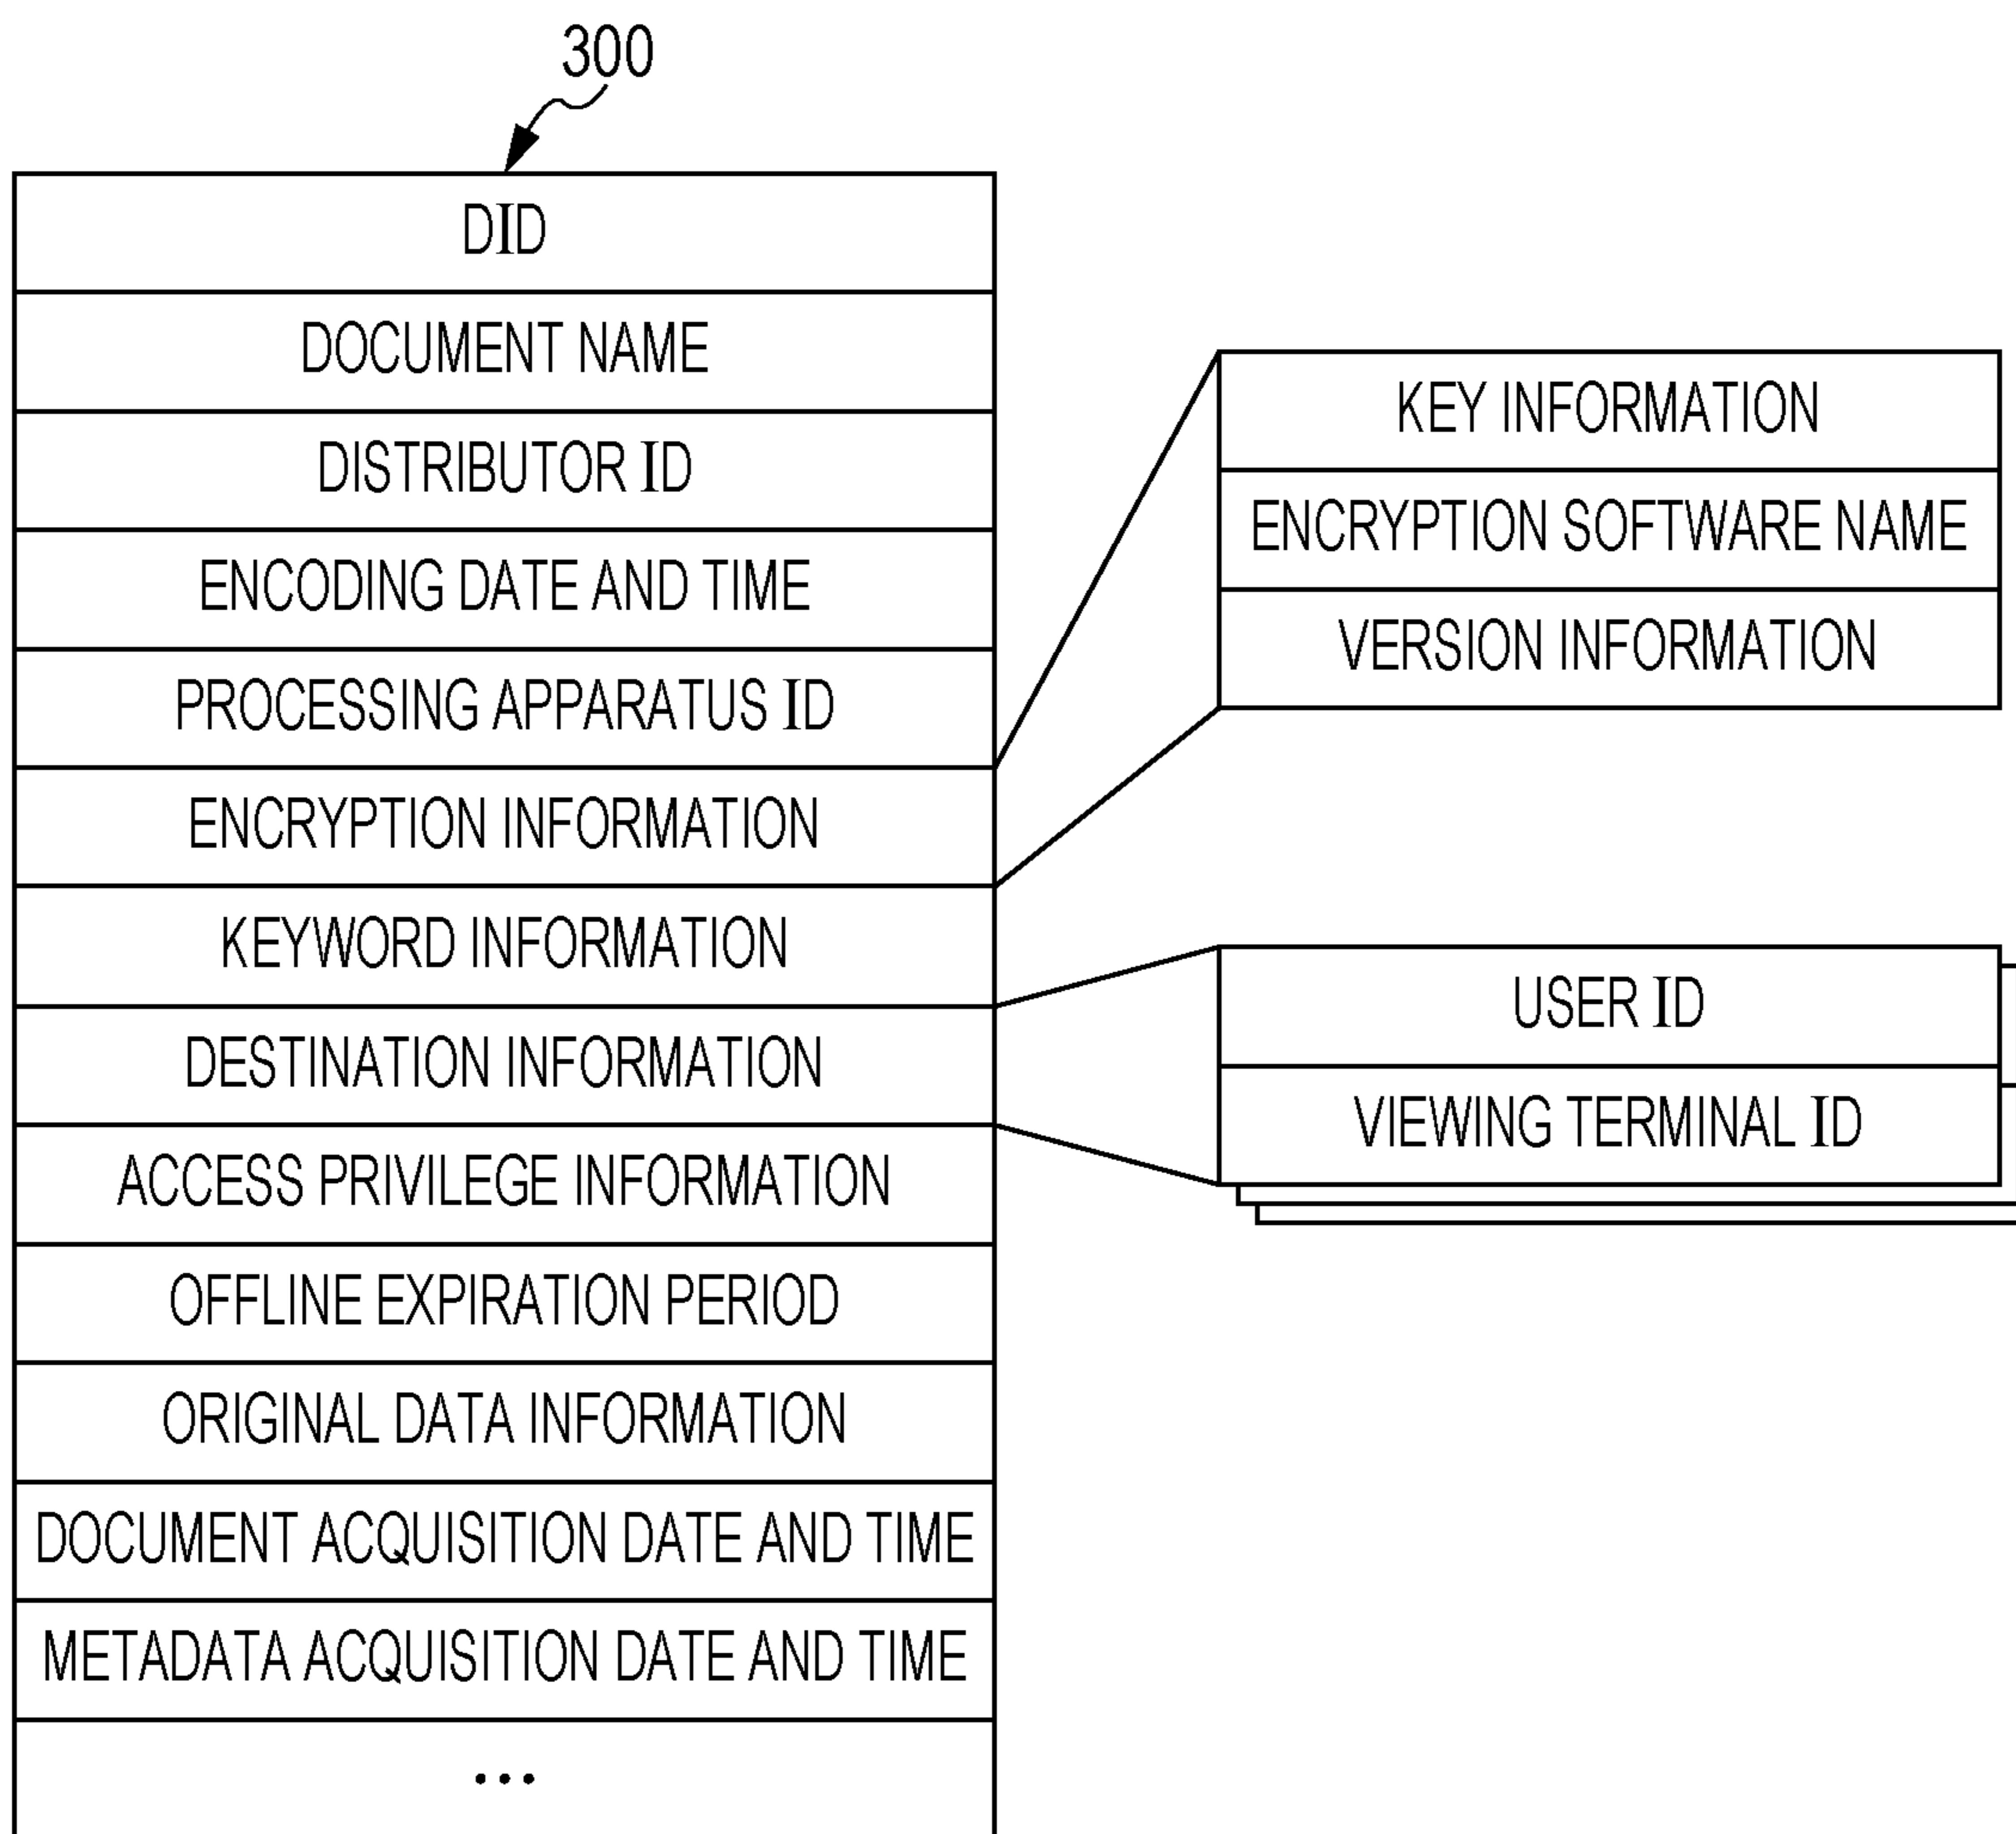 300
DID
DOCUMENT NAME
DISTRIBUTOR ID
ENCODING DATE AND TIME
PROCESSING APPARATUS ID
ENCRYPTION INFORMATION
KEYWORD INFORMATION
DESTINATION INFORMATION
ACCESS PRIVILEGE INFORMATION
OFFLINE EXPIRATION PERIOD
ORIGINAL DATA INFORMATION
DOCUMENT ACQUISITION DATE AND TIME
METADATA ACQUISITION DATE AND TIME
...
KEY INFORMATION
ENCRYPTION SOFTWARE NAME
VERSION INFORMATION
USER ID
VIEWING TERMINAL ID